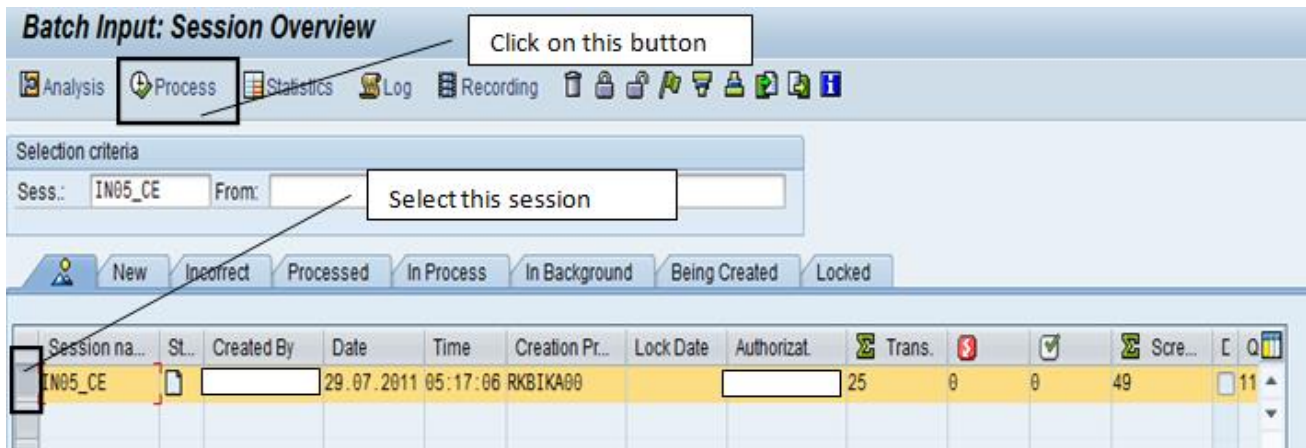 Batch Input: Session Overview
Click on this button
Analysis Process Statistics Log Recording
Selection criteria
Sess.: IN05_CE From:
Select this session
New Incorrect Processed In Process In Background Being Created Locked
Session na... St... Created By Date Time Creation Pr... Lock Date Authorizat. Trans. Scre... Q
IN05_CE 29.07.2011 05:17:06 RKBIKA00 25 0 0 49 11